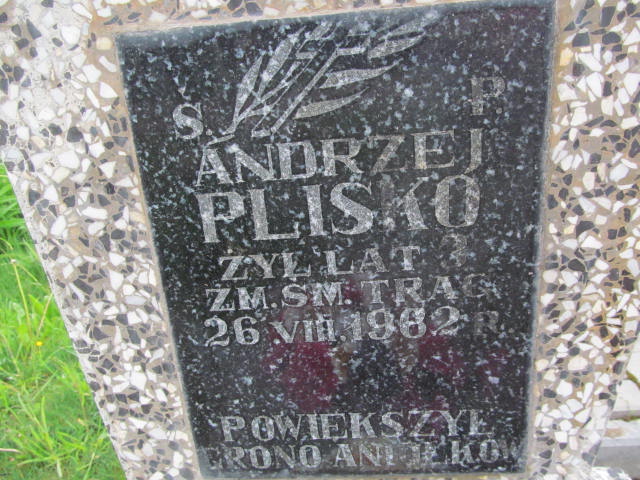 Ś. P.
ANDRZEJ
PLISKO
ŻYŁ LAT
ZM. ŚM. TRAG.
26.VIII.1962 R.
POWIĘKSZYŁ
GRONO ANIOŁKÓW